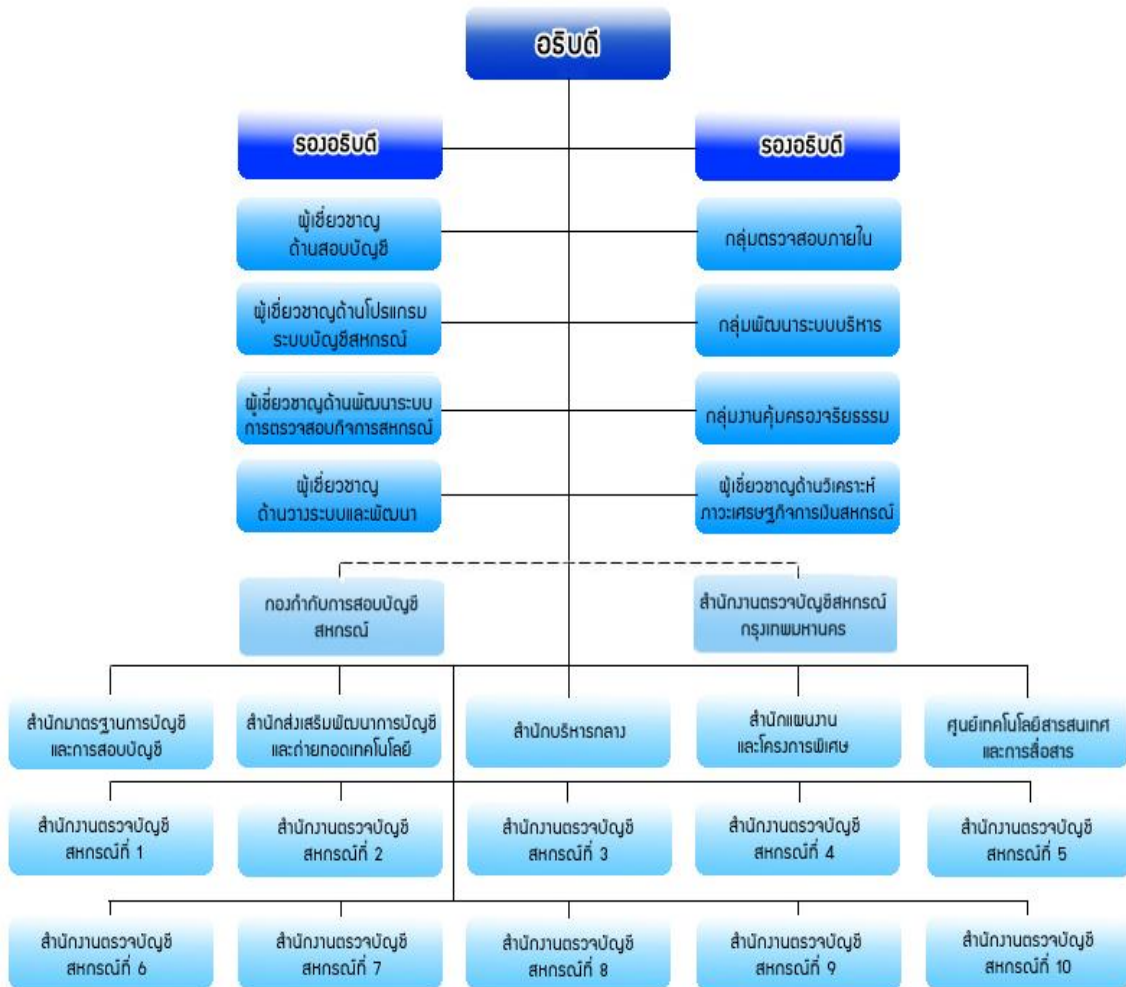 อธิบดี
รองอธิบดี
รองอธิบดี
ผู้เชี่ยวชาญ
ด้านสอบบัญชี
กลุ่มตรวจสอบภายใน
ผู้เชี่ยวชาญด้านโปรแกรม
ระบบบัญชีสหกรณ์
กลุ่มพัฒนาระบบบริหาร
ผู้เชี่ยวชาญด้านพัฒนาระบบ
การตรวจสอบกิจการสหกรณ์
กลุ่มงานคุ้มครองจริยธรรม
ผู้เชี่ยวชาญ
ด้านวางระบบและพัฒนา
ผู้เชี่ยวชาญด้านวิเคราะห์
ภาวะเศรษฐกิจการเงินสหกรณ์
กองกำกับการสอบบัญชี
สหกรณ์
สำนักงานตรวจบัญชีสหกรณ์
กรุงเทพมหานคร
สำนักมาตรฐานการบัญชี
และการสอบบัญชี
สำนักส่งเสริมพัฒนาการบัญชี
และถ่ายทอดเทคโนโลยี
สำนักบริหารกลาง
สำนักแผนงาน
และโครงการพิเศษ
ศูนย์เทคโนโลยีสารสนเทศ
และการสื่อสาร
สำนักงานตรวจบัญชี
สหกรณ์ที่ 1
สำนักงานตรวจบัญชี
สหกรณ์ที่ 2
สำนักงานตรวจบัญชี
สหกรณ์ที่ 3
สำนักงานตรวจบัญชี
สหกรณ์ที่ 4
สำนักงานตรวจบัญชี
สหกรณ์ที่ 5
สำนักงานตรวจบัญชี
สหกรณ์ที่ 6
สำนักงานตรวจบัญชี
สหกรณ์ที่ 7
สำนักงานตรวจบัญชี
สหกรณ์ที่ 8
สำนักงานตรวจบัญชี
สหกรณ์ที่ 9
สำนักงานตรวจบัญชี
สหกรณ์ที่ 10